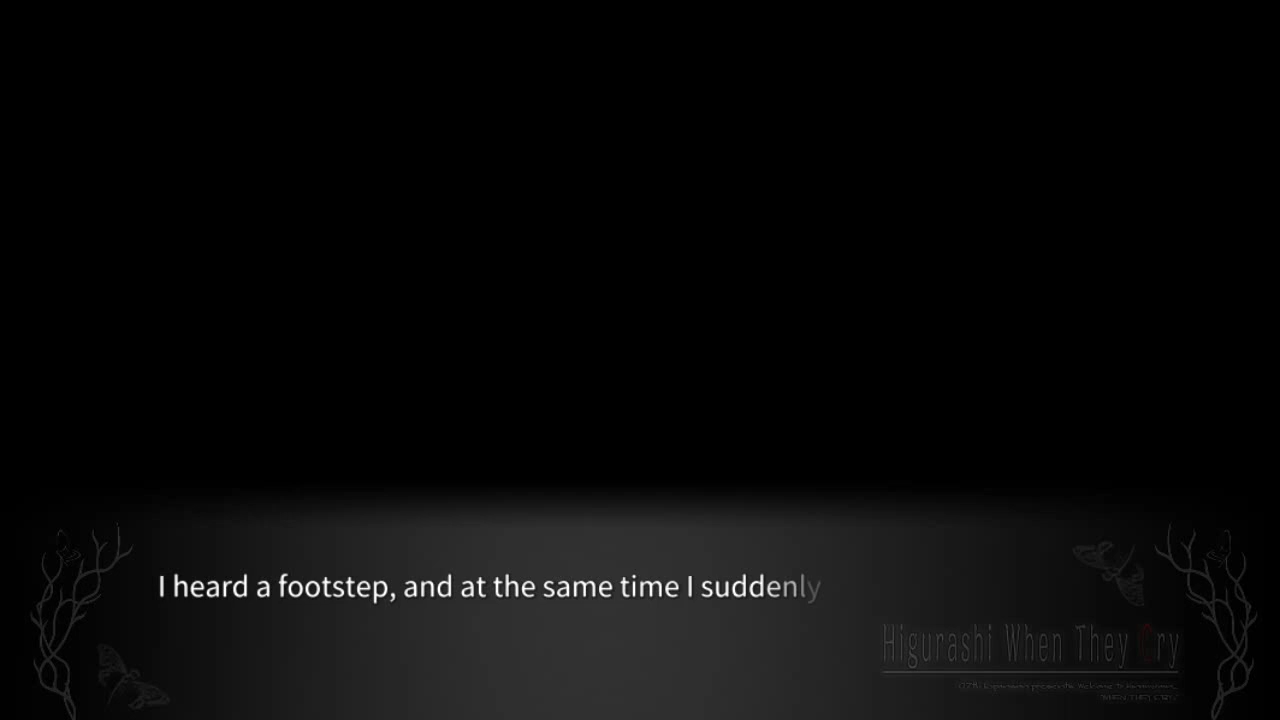 I heard a footstep, and at the same time I suddenly
Higurashi When They Cry